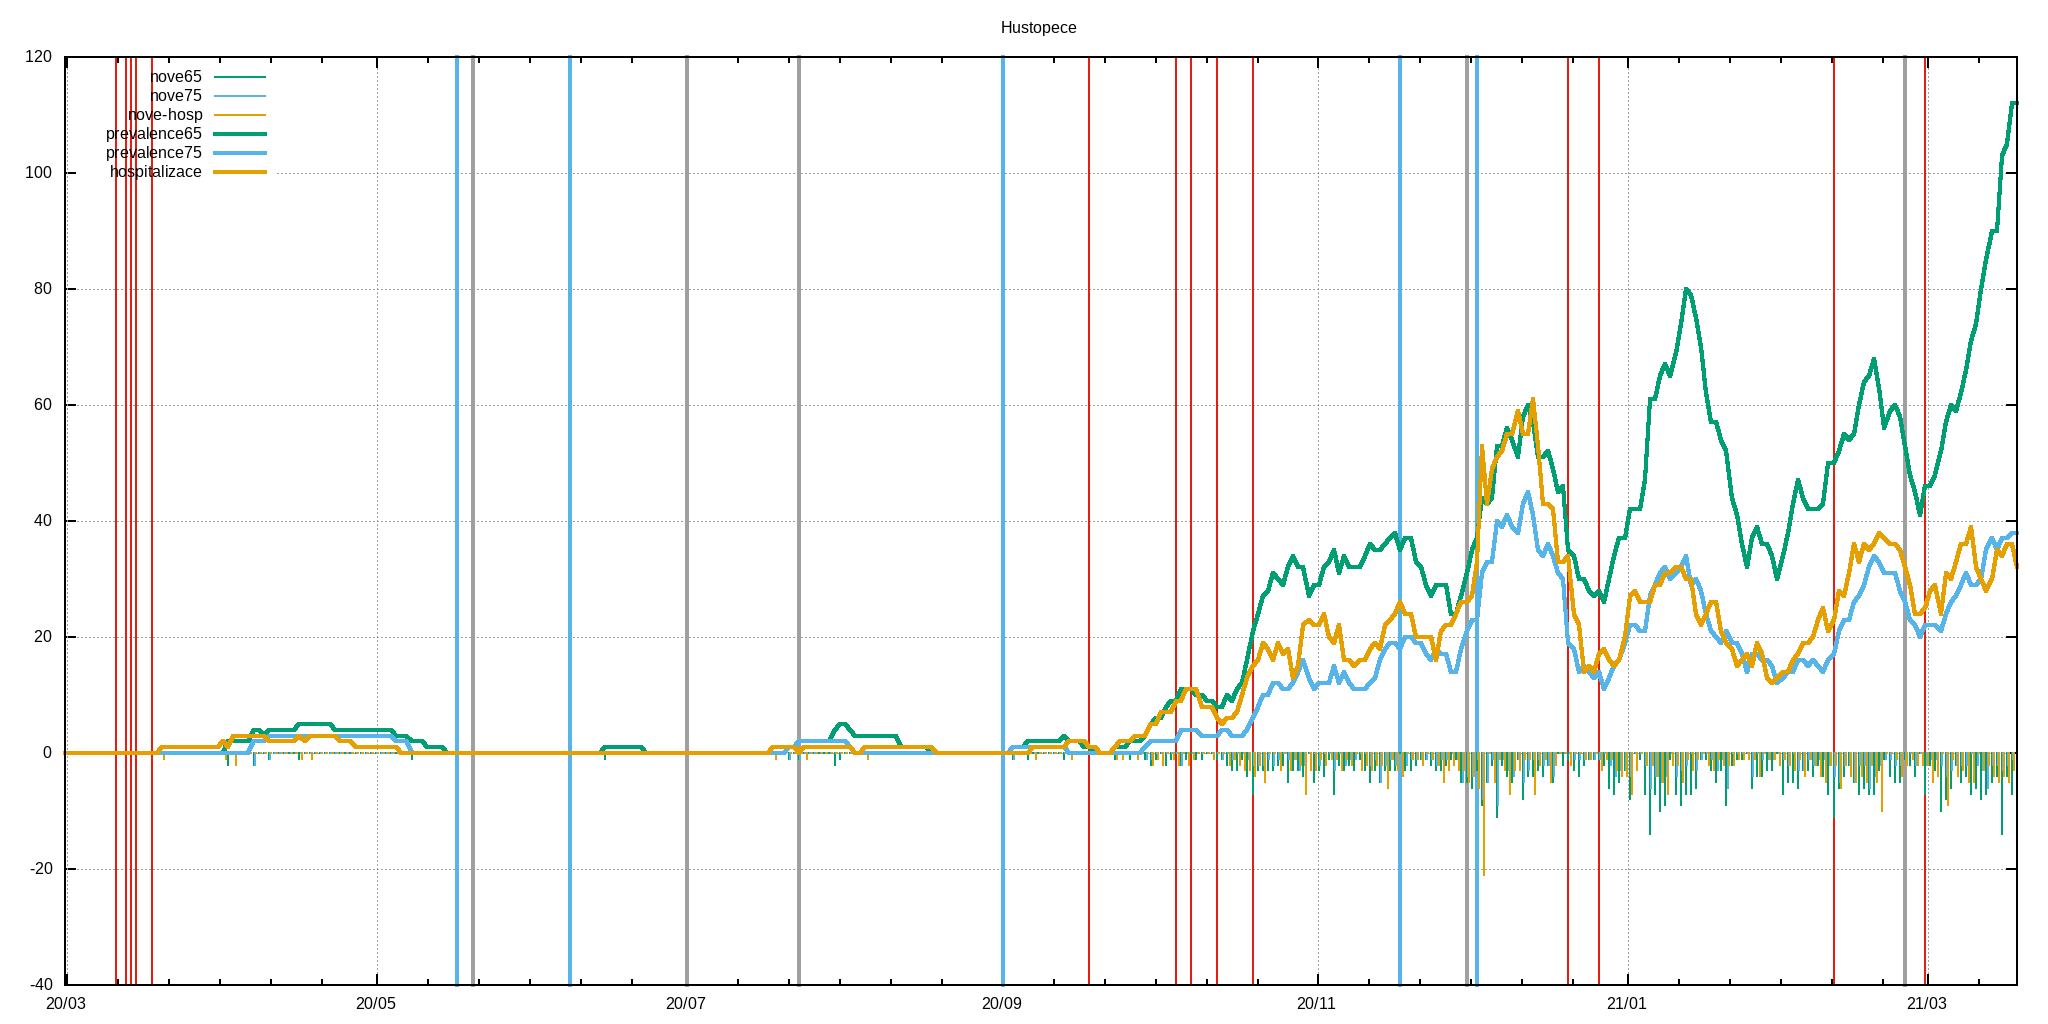 Hustopece
120
100
80
60
40
20
0
-20
-40
nove65
nove75
nove-hosp
prevalence65
prevalence75
hospitalizace
20/03 20/05 20/07 20/09 20/11 21/01 21/03